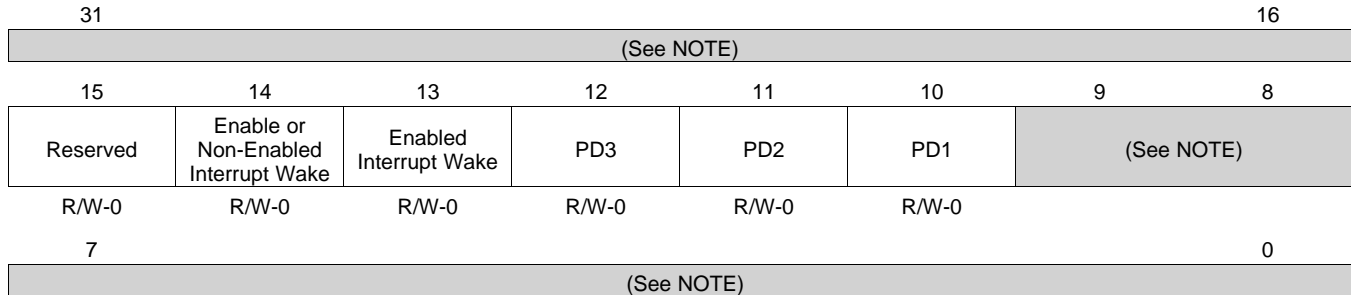 31 16
(See NOTE)
15 14 13 12 11 10 9 8
Reserved
Enable or
Non-Enabled
Interrupt Wake
Enabled
Interrupt Wake
PD3
PD2
PD1
(See NOTE)
R/W-0 R/W-0 R/W-0 R/W-0 R/W-0 R/W-0
7 0
(See NOTE)